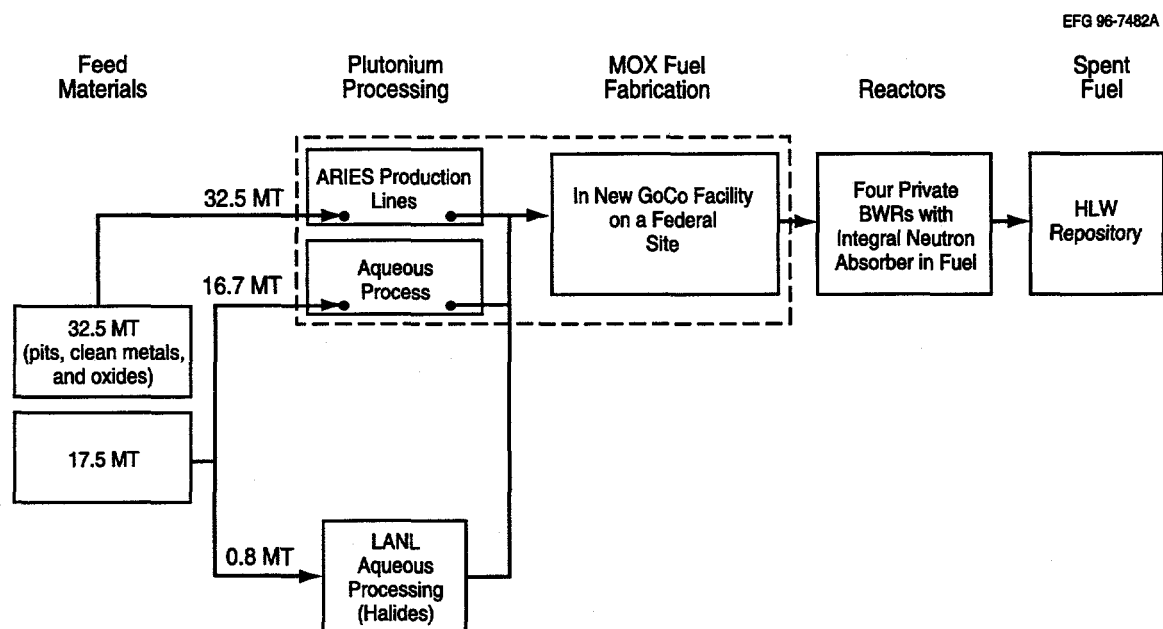 EFG 96-7482A
Feed
Materials
Plutonium
Processing
MOX Fuel
Fabrication
Reactors
Spent
Fuel
32.5 MT
ARIES Production
Lines
In New GoCo Facility
on a Federal
Site
Four Private
BWRs with
Integral Neutron
Absorber in Fuel
HLW
Repository
16.7 MT
Aqueous
Process
32.5 MT
(pits, clean metals,
and oxides)
17.5 MT
0.8 MT
LANL
Aqueous
Processing
(Halides)